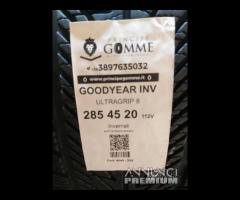 PRINCIPE
GOMME
3897635032
www.principegomme.it
GOODYEAR INV
ULTRAGRIP 8
285 45 20 112V
Invernali
ANNUNCI
PREMIUM